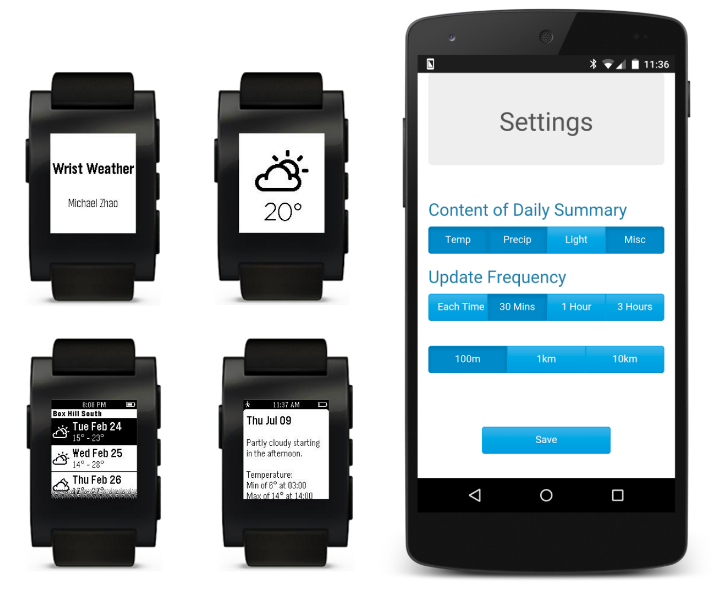 Wrist Weather
Michael Zhao
20°
8:08 PM
Box Hill South
Tue Feb 24
15° - 23°
Wed Feb 25
14° - 28°
Thu Feb 26
11:37 AM
Thu Jul 09
Partly cloudy starting
in the afternoon.
Temperature:
Min of 6° at 03:00
Max of 14° at 14:00
11:36
Settings
Content of Daily Summary
Temp Precip Light Misc
Update Frequency
Each Time 30 Mins 1 Hour 3 Hours
100m 1km 10km
Save